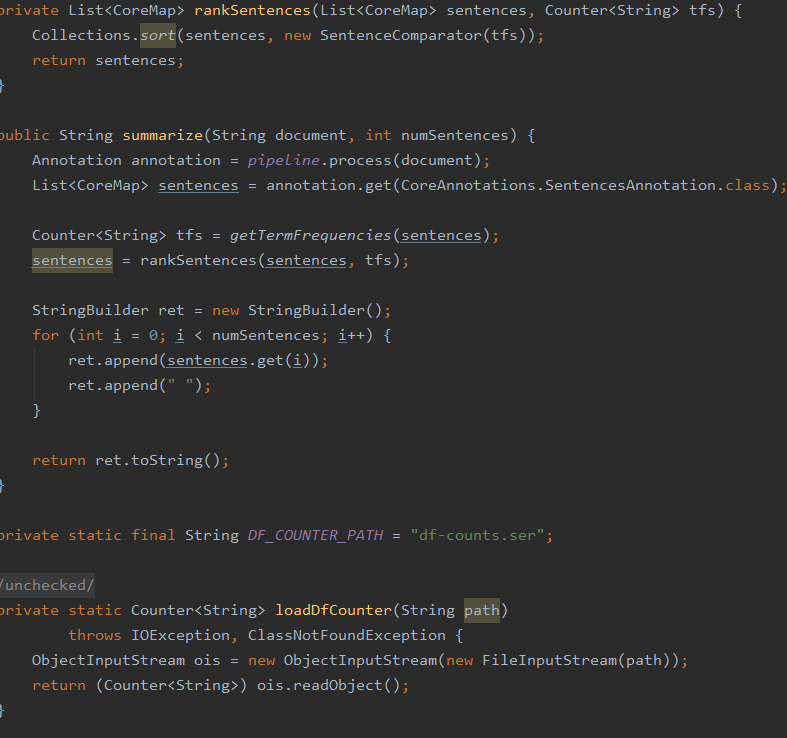 private List<CoreMap> rankSentences(List<CoreMap> sentences, Counter<String> tfs) {
    Collections.sort(sentences, new SentenceComparator(tfs));
    return sentences;
}
public String summarize(String document, int numSentences) {
    Annotation annotation = pipeline.process(document);
    List<CoreMap> sentences = annotation.get(CoreAnnotations.SentencesAnnotation.class);
    Counter<String> tfs = getTermFrequencies(sentences);
    sentences = rankSentences(sentences, tfs);
    StringBuilder ret = new StringBuilder();
    for (int i = 0; i < numSentences; i++) {
        ret.append(sentences.get(i));
        ret.append(" ");
    }
    return ret.toString();
}
private static final String DF_COUNTER_PATH = "df-counts.ser";
/unchecked/
private static Counter<String> loadDfCounter(String path)
        throws IOException, ClassNotFoundException {
    ObjectInputStream ois = new ObjectInputStream(new FileInputStream(path));
    return (Counter<String>) ois.readObject();
}